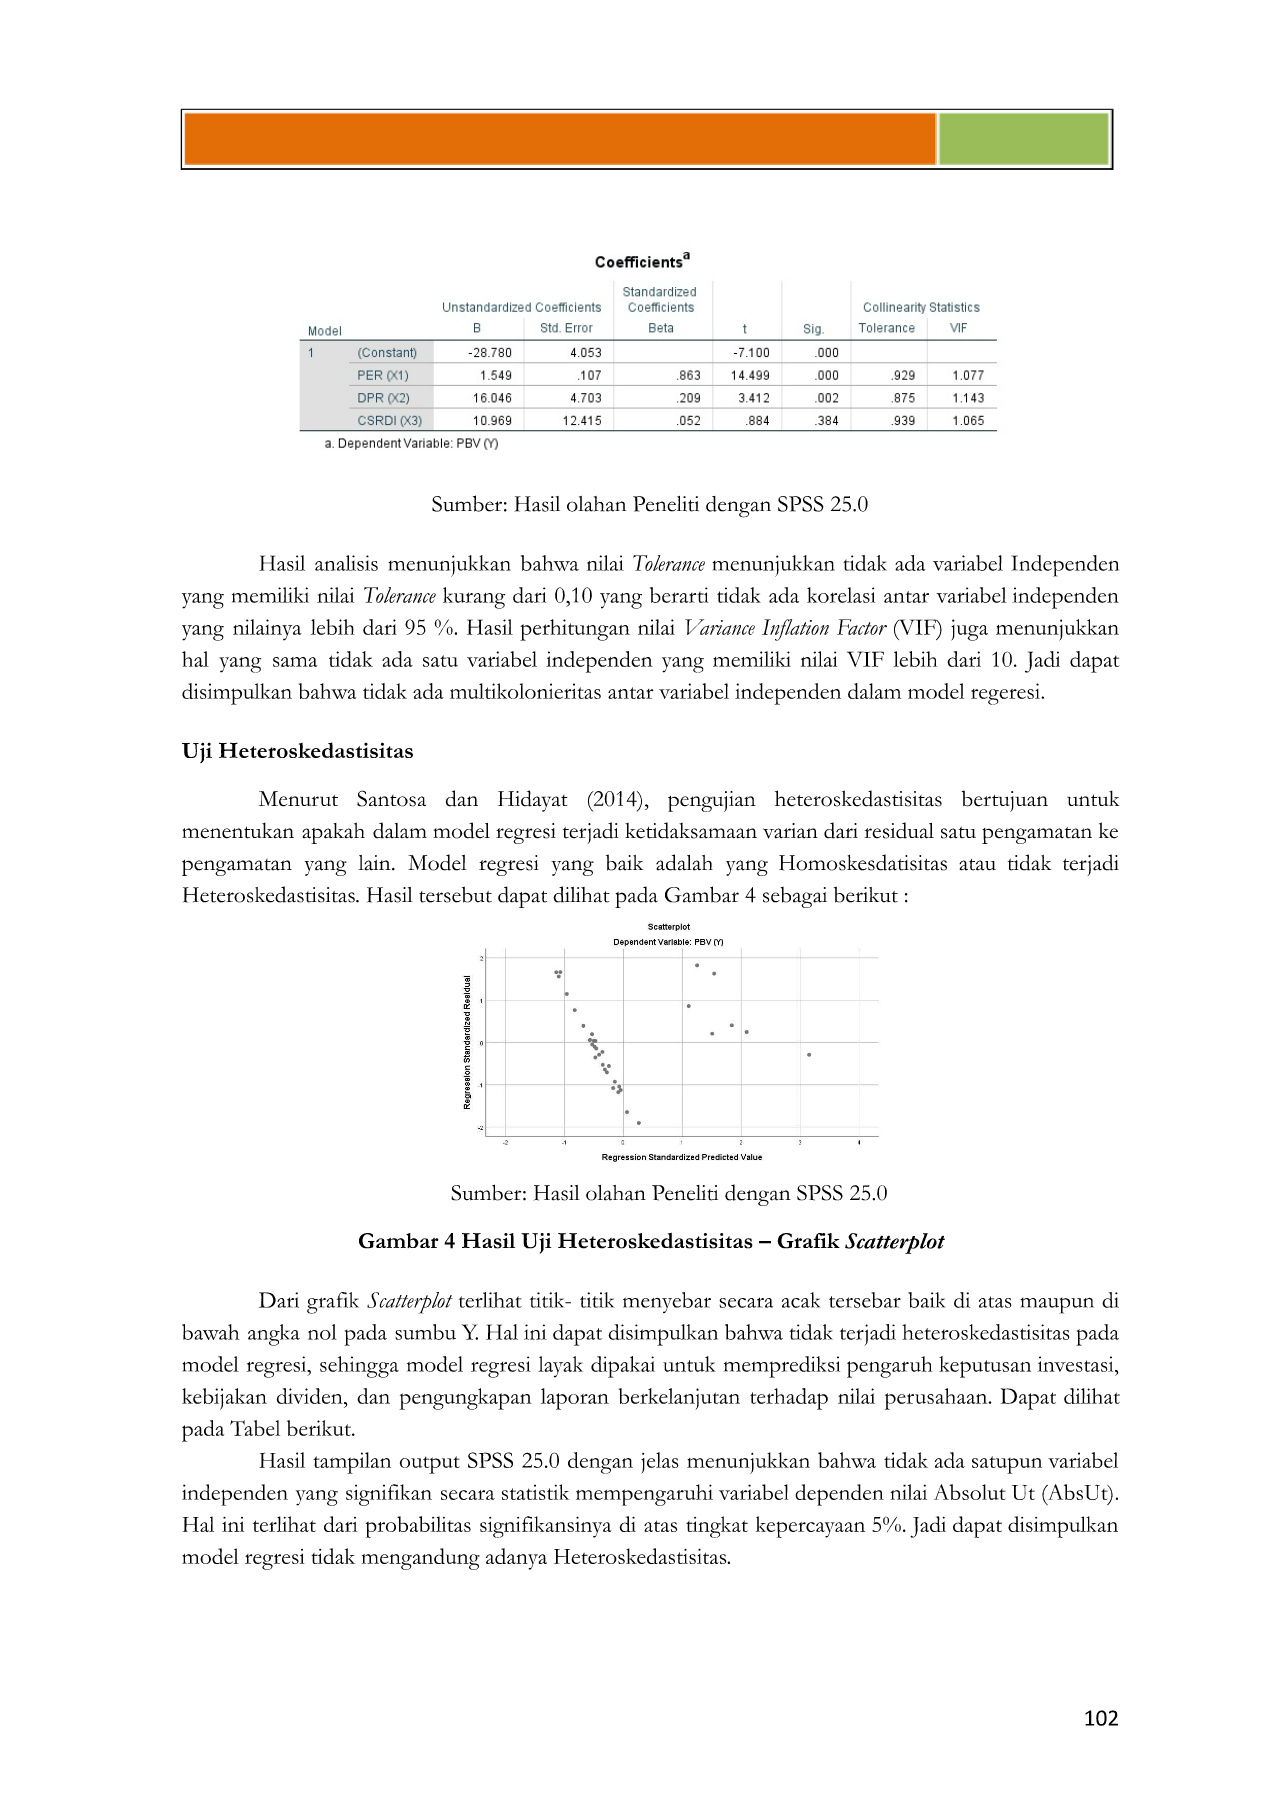 Coefficientsᵃ
Unstandardized Coefficients Standardized Coefficients Collinearity Statistics
Model B Std. Error Beta t Sig. Tolerance VIF
1 (Constant) -28.780 4.053 -7.100 .000
PER (X1) 1.549 .107 .863 14.499 .000 .929 1.077
DPR (X2) 16.046 4.703 .209 3.412 .002 .875 1.143
CSRDI (X3) 10.969 12.415 .052 .884 .384 .939 1.065
a. Dependent Variable: PBV (Y)
Sumber: Hasil olahan Peneliti dengan SPSS 25.0
Hasil analisis menunjukkan bahwa nilai Tolerance menunjukkan tidak ada variabel Independen
yang memiliki nilai Tolerance kurang dari 0,10 yang berarti tidak ada korelasi antar variabel independen
yang nilainya lebih dari 95 %. Hasil perhitungan nilai Variance Inflation Factor (VIF) juga menunjukkan
hal yang sama tidak ada satu variabel independen yang memiliki nilai VIF lebih dari 10. Jadi dapat
disimpulkan bahwa tidak ada multikolonieritas antar variabel independen dalam model regeresi.
Uji Heteroskedastisitas
Menurut Santosa dan Hidayat (2014), pengujian heteroskedastisitas bertujuan untuk
menentukan apakah dalam model regresi terjadi ketidaksamaan varian dari residual satu pengamatan ke
pengamatan yang lain. Model regresi yang baik adalah yang Homoskesdatisitas atau tidak terjadi
Heteroskedastisitas. Hasil tersebut dapat dilihat pada Gambar 4 sebagai berikut :
Scatterplot
Dependent Variable: PBV (Y)
Regression Standardized Residual
2
1
0
-1
-2
-2 -1 0 1 2 3 4
Regression Standardized Predicted Value
Sumber: Hasil olahan Peneliti dengan SPSS 25.0
Gambar 4 Hasil Uji Heteroskedastisitas – Grafik Scatterplot
Dari grafik Scatterplot terlihat titik- titik menyebar secara acak tersebar baik di atas maupun di
bawah angka nol pada sumbu Y. Hal ini dapat disimpulkan bahwa tidak terjadi heteroskedastisitas pada
model regresi, sehingga model regresi layak dipakai untuk memprediksi pengaruh keputusan investasi,
kebijakan dividen, dan pengungkapan laporan berkelanjutan terhadap nilai perusahaan. Dapat dilihat
pada Tabel berikut.
Hasil tampilan output SPSS 25.0 dengan jelas menunjukkan bahwa tidak ada satupun variabel
independen yang signifikan secara statistik mempengaruhi variabel dependen nilai Absolut Ut (AbsUt).
Hal ini terlihat dari probabilitas signifikansinya di atas tingkat kepercayaan 5%. Jadi dapat disimpulkan
model regresi tidak mengandung adanya Heteroskedastisitas.
102